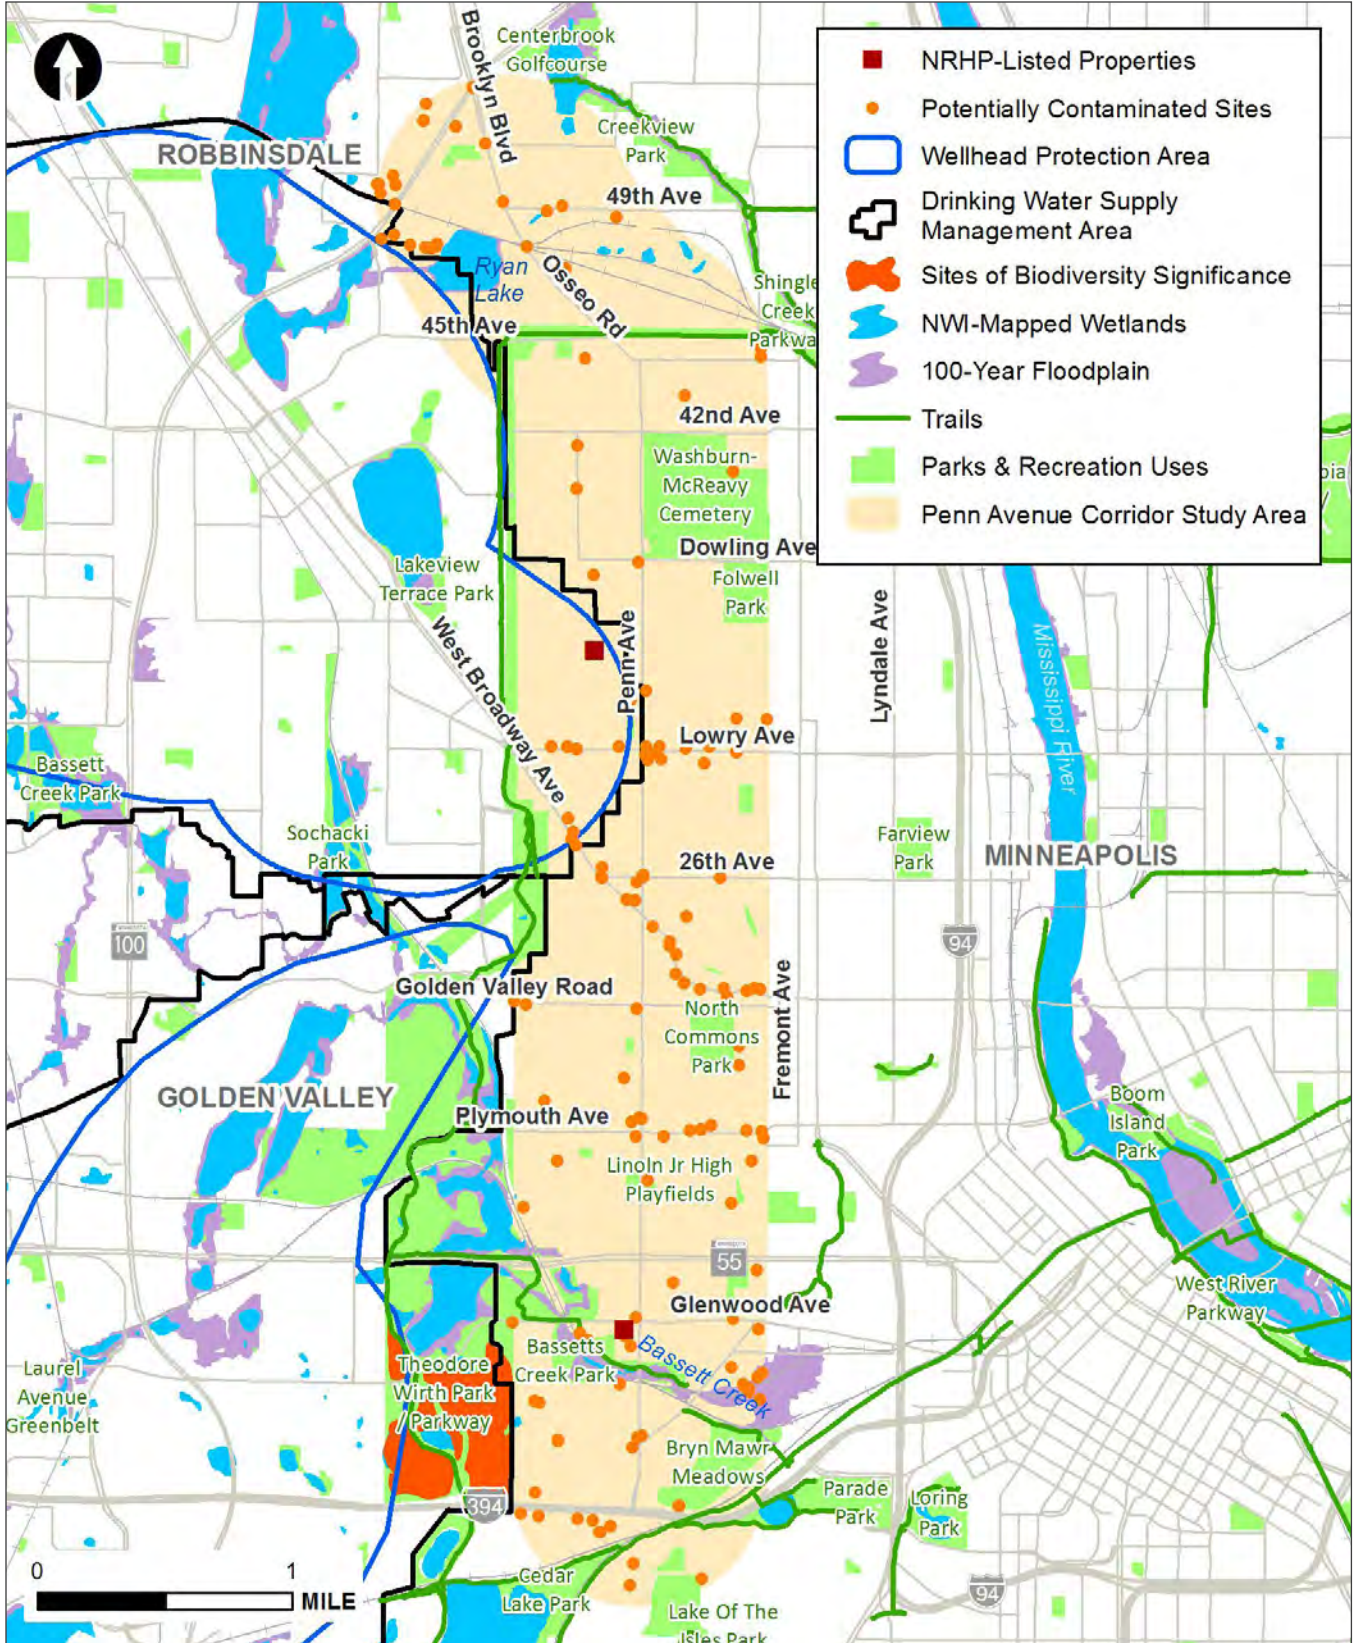 Centerbrook
Golfcourse
Brooklyn Blvd
Creekview
Park
ROBBINSDALE
49th Ave
Ryan
Lake
Osseo Rd
Shingle
Creek
Parkwa
45th Ave
42nd Ave
Washburn-
McReavy
Cemetery
Dowling Ave
Lakeview
Terrace Park
Folwell
Park
West Broadway Ave
Penn Ave
Lyndale Ave
Mississippi River
Lowry Ave
Bassett
Creek Park
Sochacki
Park
26th Ave
Farview
Park
MINNEAPOLIS
100
94
Golden Valley Road
Fremont Ave
North
Commons
Park
GOLDEN VALLEY
Plymouth Ave
Boom
Island
Park
Linoln Jr High
Playfields
55
Glenwood Ave
West River
Parkway
Laurel
Avenue
Greenbelt
Theodore
Wirth Park
/ Parkway
Bassetts
Creek Park
Bassett Creek
Bryn Mawr
Meadows
Parade
Park
Loring
Park
394
94
Cedar
Lake Park
Lake Of The
Isles Park
0 1
MILE
NRHP-Listed Properties
Potentially Contaminated Sites
Wellhead Protection Area
Drinking Water Supply
Management Area
Sites of Biodiversity Significance
NWI-Mapped Wetlands
100-Year Floodplain
Trails
Parks & Recreation Uses
Penn Avenue Corridor Study Area